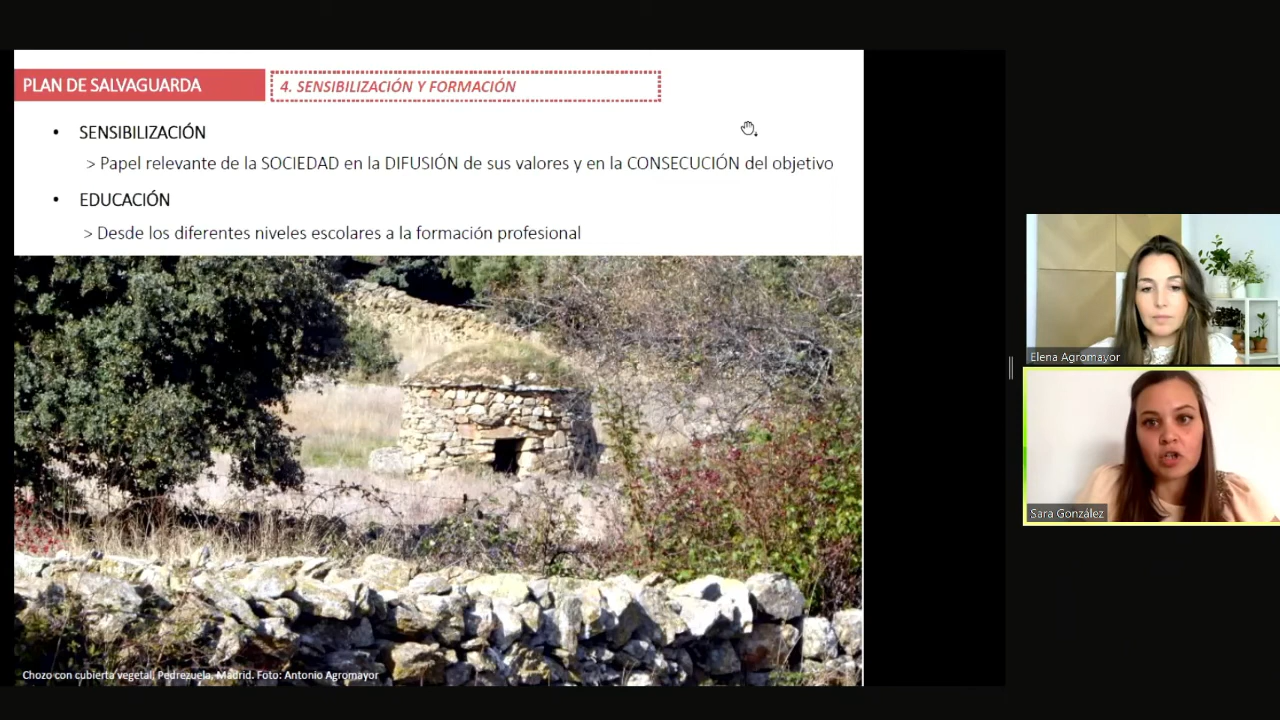 PLAN DE SALVAGUARDA
4. SENSIBILIZACIÓN Y FORMACIÓN
• SENSIBILIZACIÓN
> Papel relevante de la SOCIEDAD en la DIFUSIÓN de sus valores y en la CONSECUCIÓN del objetivo
• EDUCACIÓN
> Desde los diferentes niveles escolares a la formación profesional
Chozo con cubierta vegetal, Pedrezuela, Madrid. Foto: Antonio Agromayor
Elena Agromayor
Sara González